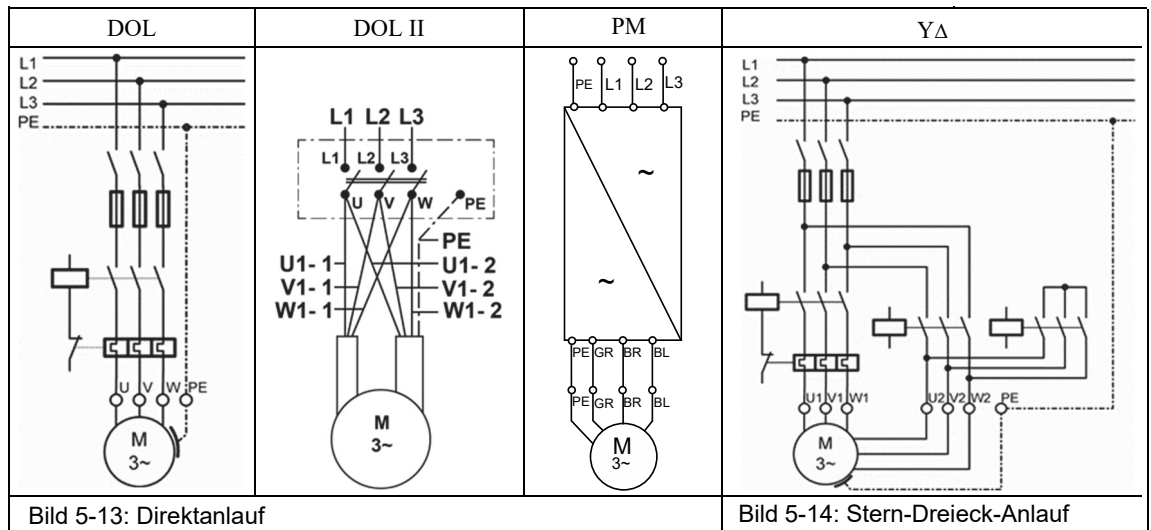 DOL DOL II PM YΔ
L1
L2
L3
PE
U V W PE
M
3~
L1 L2 L3
L1 L2 L3
U V W PE
PE
U1- 1 U1- 2
V1- 1 V1- 2
W1- 1 W1- 2
M
3~
PE L1 L2 L3
~
~
PE GR BR BL
PE GR BR BL
M
3~
L1
L2
L3
PE
U1 V1 W1 U2 V2 W2 PE
M
3~
Bild 5-13: Direktanlauf
Bild 5-14: Stern-Dreieck-Anlauf